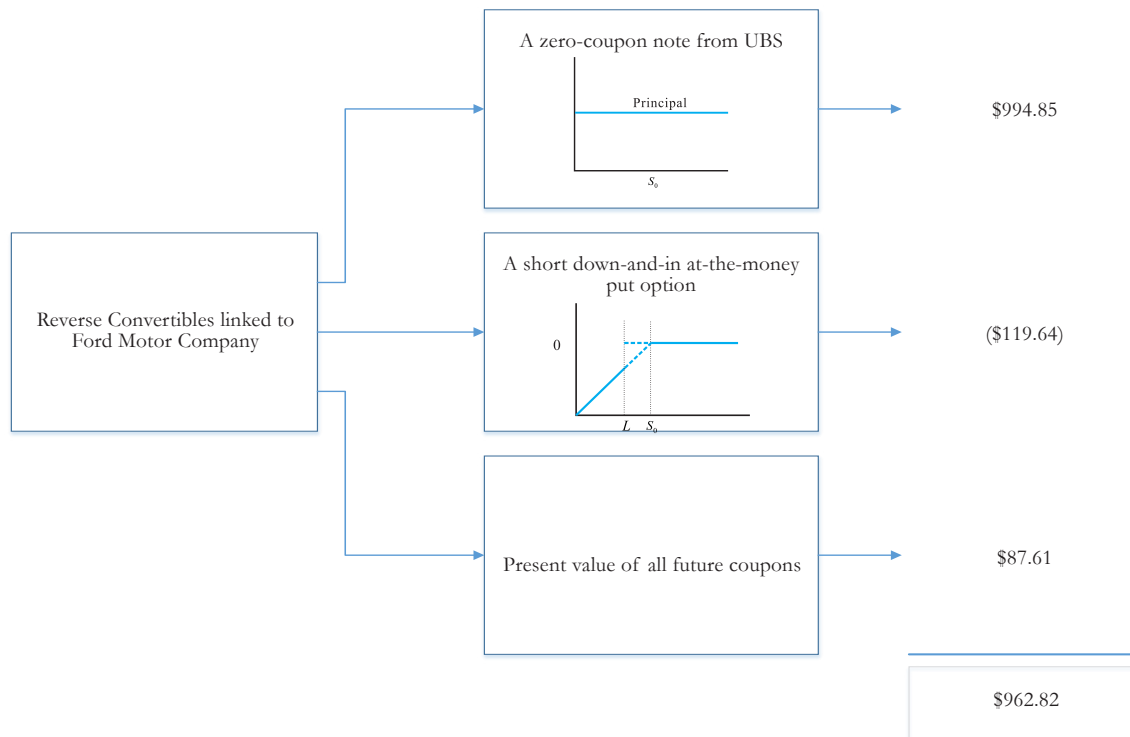 A zero-coupon note from UBS
Principal
S₀
$994.85
Reverse Convertibles linked to
Ford Motor Company
A short down-and-in at-the-money
put option
0
L S₀
($119.64)
Present value of all future coupons
$87.61
$962.82